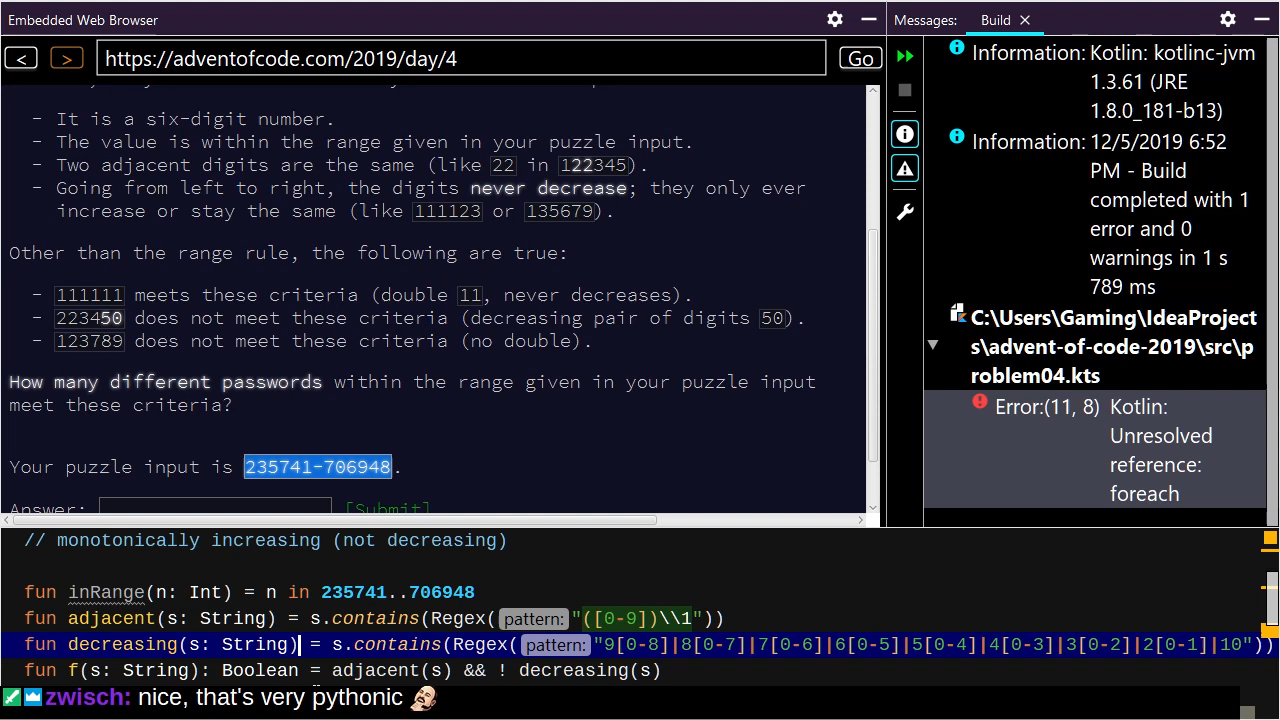 Embedded Web Browser
Messages: Build
< > https://adventofcode.com/2019/day/4 Go
- It is a six-digit number.
- The value is within the range given in your puzzle input.
- Two adjacent digits are the same (like 22 in 122345).
- Going from left to right, the digits never decrease; they only ever
increase or stay the same (like 111123 or 135679).
Other than the range rule, the following are true:
- 111111 meets these criteria (double 11, never decreases).
- 223450 does not meet these criteria (decreasing pair of digits 50).
- 123789 does not meet these criteria (no double).
How many different passwords within the range given in your puzzle input
meet these criteria?
Your puzzle input is 235741-706948.
Answer: [Submit]
Information: Kotlin: kotlinc-jvm
1.3.61 (JRE
1.8.0_181-b13)
Information: 12/5/2019 6:52
PM - Build
completed with 1
error and 0
warnings in 1 s
789 ms
C:\Users\Gaming\IdeaProject
s\advent-of-code-2019\src\p
roblem04.kts
Error:(11, 8) Kotlin:
Unresolved
reference:
foreach
// monotonically increasing (not decreasing)
fun inRange(n: Int) = n in 235741..706948
fun adjacent(s: String) = s.contains(Regex( pattern: "([0-9])\\1"))
fun decreasing(s: String) = s.contains(Regex( pattern: "9[0-8]|8[0-7]|7[0-6]|6[0-5]|5[0-4]|4[0-3]|3[0-2]|2[0-1]|10"))
fun f(s: String): Boolean = adjacent(s) && ! decreasing(s)
zwisch: nice, that's very pythonic